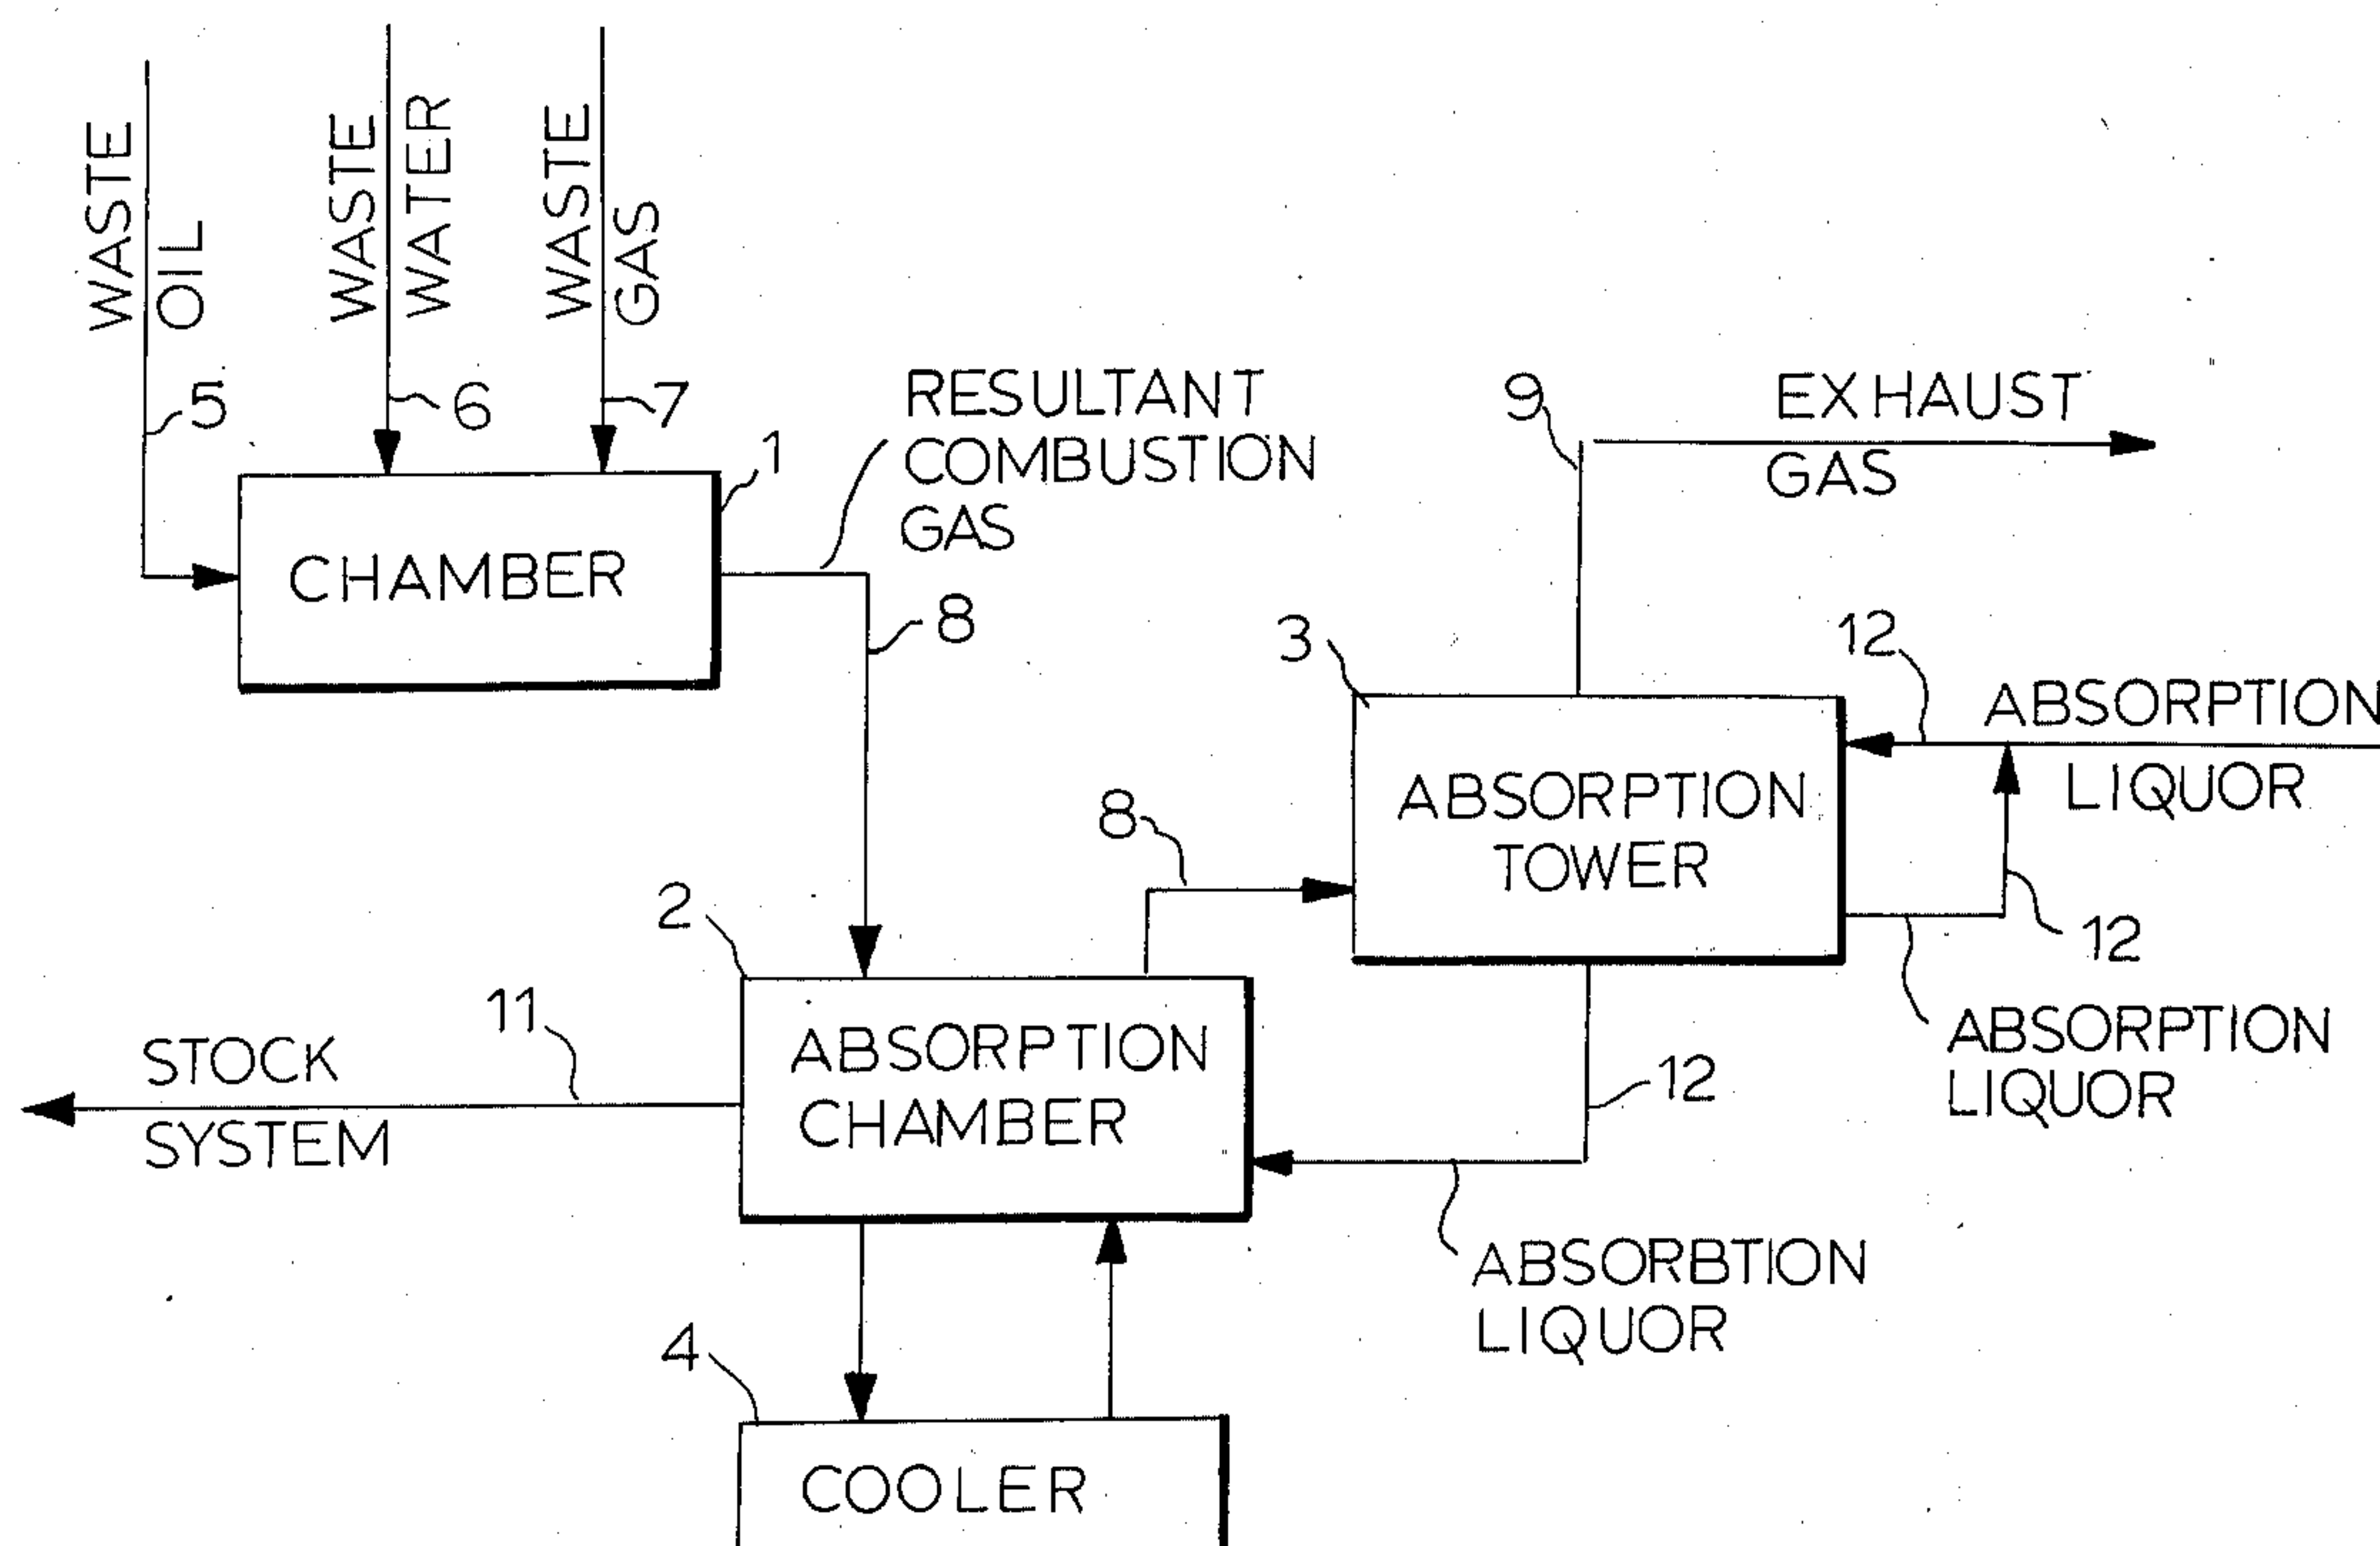 WASTE
OIL
WASTE
WATER
WASTE
GAS
5
6
7
1
RESULTANT
COMBUSTION
GAS
9
EXHAUST
GAS
CHAMBER
8
3
12
ABSORPTION
LIQUOR
ABSORPTION
TOWER
8
12
2
ABSORPTION
LIQUOR
11
STOCK
SYSTEM
ABSORPTION
CHAMBER
12
ABSORBTION
LIQUOR
4
COOLER